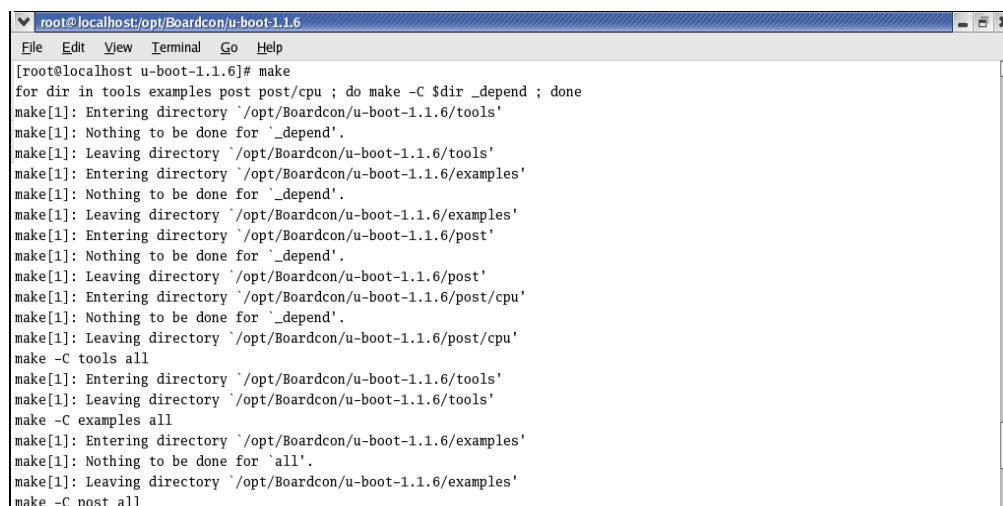 root@localhost:/opt/Boardcon/u-boot-1.1.6
File Edit View Terminal Go Help
[root@localhost u-boot-1.1.6]# make
for dir in tools examples post post/cpu ; do make -C $dir _depend ; done
make[1]: Entering directory `/opt/Boardcon/u-boot-1.1.6/tools'
make[1]: Nothing to be done for `_depend'.
make[1]: Leaving directory `/opt/Boardcon/u-boot-1.1.6/tools'
make[1]: Entering directory `/opt/Boardcon/u-boot-1.1.6/examples'
make[1]: Nothing to be done for `_depend'.
make[1]: Leaving directory `/opt/Boardcon/u-boot-1.1.6/examples'
make[1]: Entering directory `/opt/Boardcon/u-boot-1.1.6/post'
make[1]: Nothing to be done for `_depend'.
make[1]: Leaving directory `/opt/Boardcon/u-boot-1.1.6/post'
make[1]: Entering directory `/opt/Boardcon/u-boot-1.1.6/post/cpu'
make[1]: Nothing to be done for `_depend'.
make[1]: Leaving directory `/opt/Boardcon/u-boot-1.1.6/post/cpu'
make -C tools all
make[1]: Entering directory `/opt/Boardcon/u-boot-1.1.6/tools'
make[1]: Leaving directory `/opt/Boardcon/u-boot-1.1.6/tools'
make -C examples all
make[1]: Entering directory `/opt/Boardcon/u-boot-1.1.6/examples'
make[1]: Nothing to be done for `all'.
make[1]: Leaving directory `/opt/Boardcon/u-boot-1.1.6/examples'
make -C post all